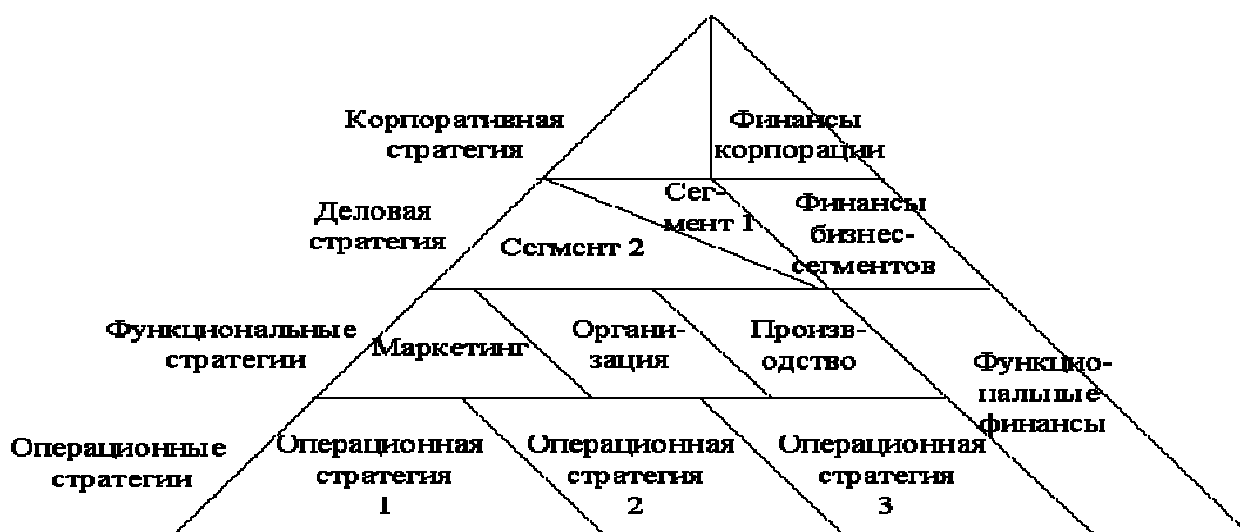 Корпоративная
стратегия
Финансы
корпорации
Деловая
стратегия
Сегмент 2
Сег-
мент 1
Финансы
бизнес-
сегментов
Функциональные
стратегии
Маркетинг
Органи-
зация
Произв-
одство
Функцио-
нальные
финансы
Операционные
стратегии
Операционная
стратегия
1
Операционная
стратегия
2
Операционная
стратегия
3